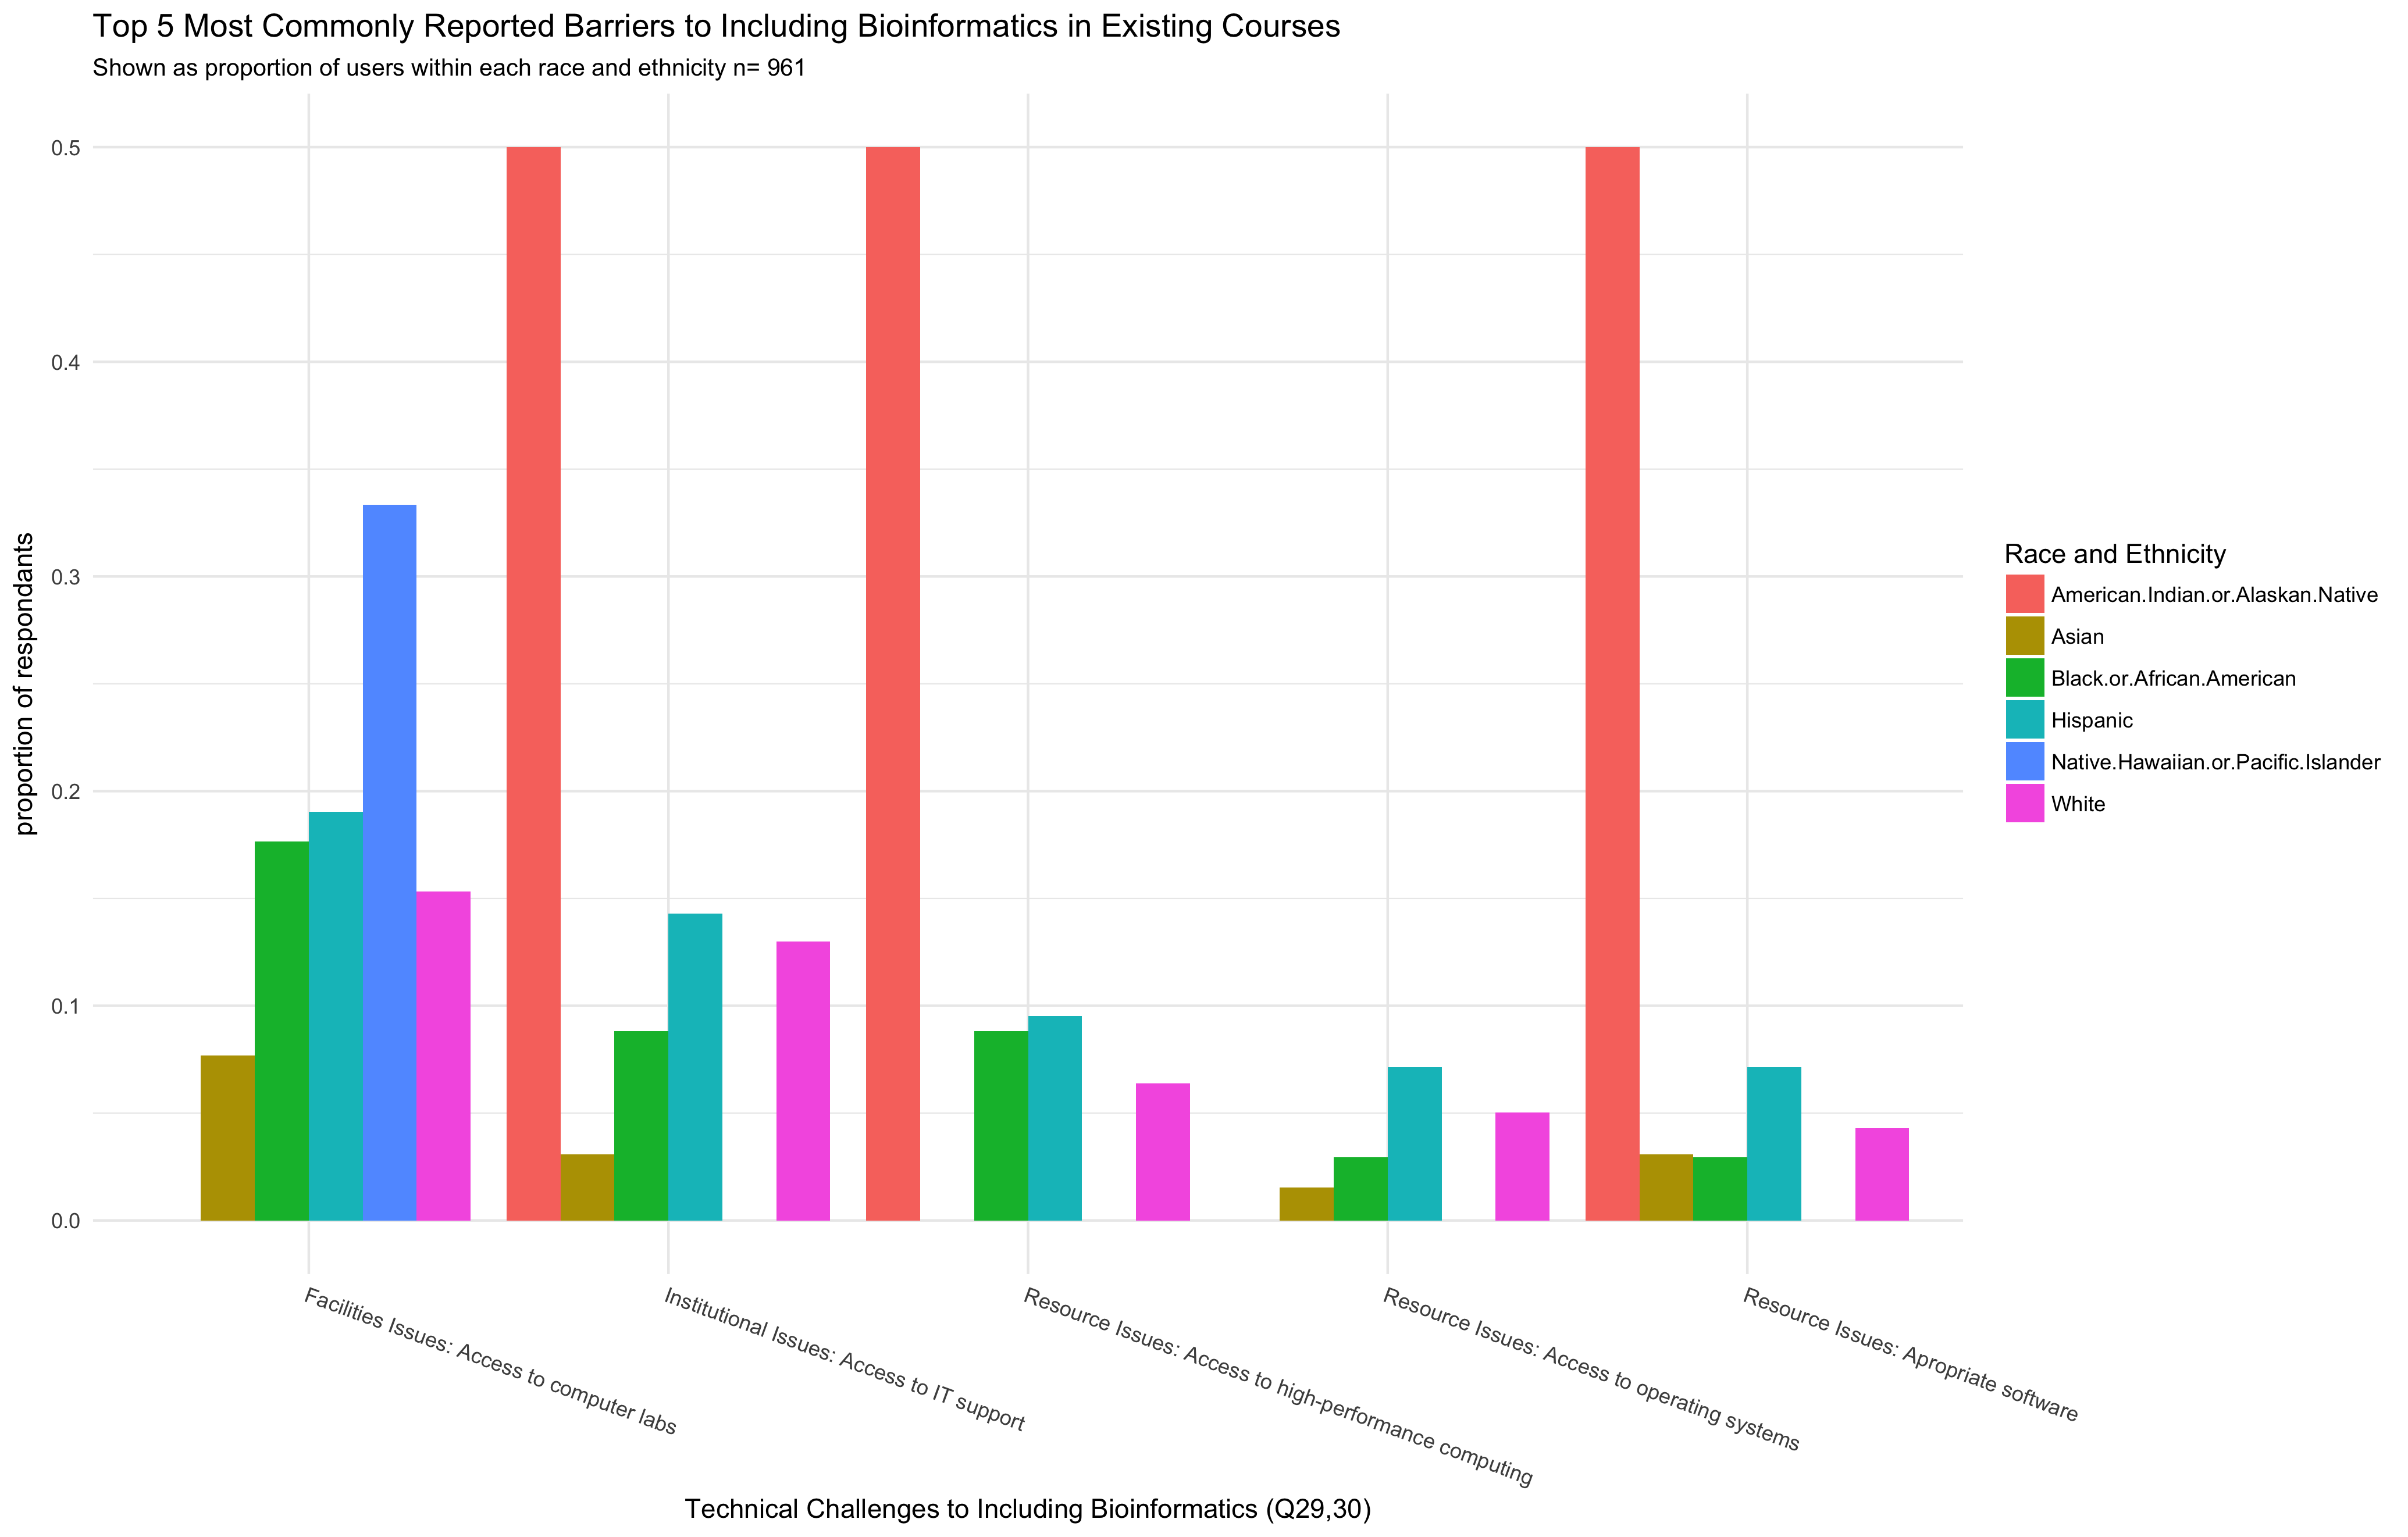 Top 5 Most Commonly Reported Barriers to Including Bioinformatics in Existing Courses
Shown as proportion of users within each race and ethnicity n= 961
proportion of respondants
0.5
0.4
0.3
0.2
0.1
0.0
Facilities Issues: Access to computer labs
Institutional Issues: Access to IT support
Resource Issues: Access to high-performance computing
Resource Issues: Access to operating systems
Resource Issues: Apropriate software
Technical Challenges to Including Bioinformatics (Q29,30)
Race and Ethnicity
American.Indian.or.Alaskan.Native
Asian
Black.or.African.American
Hispanic
Native.Hawaiian.or.Pacific.Islander
White